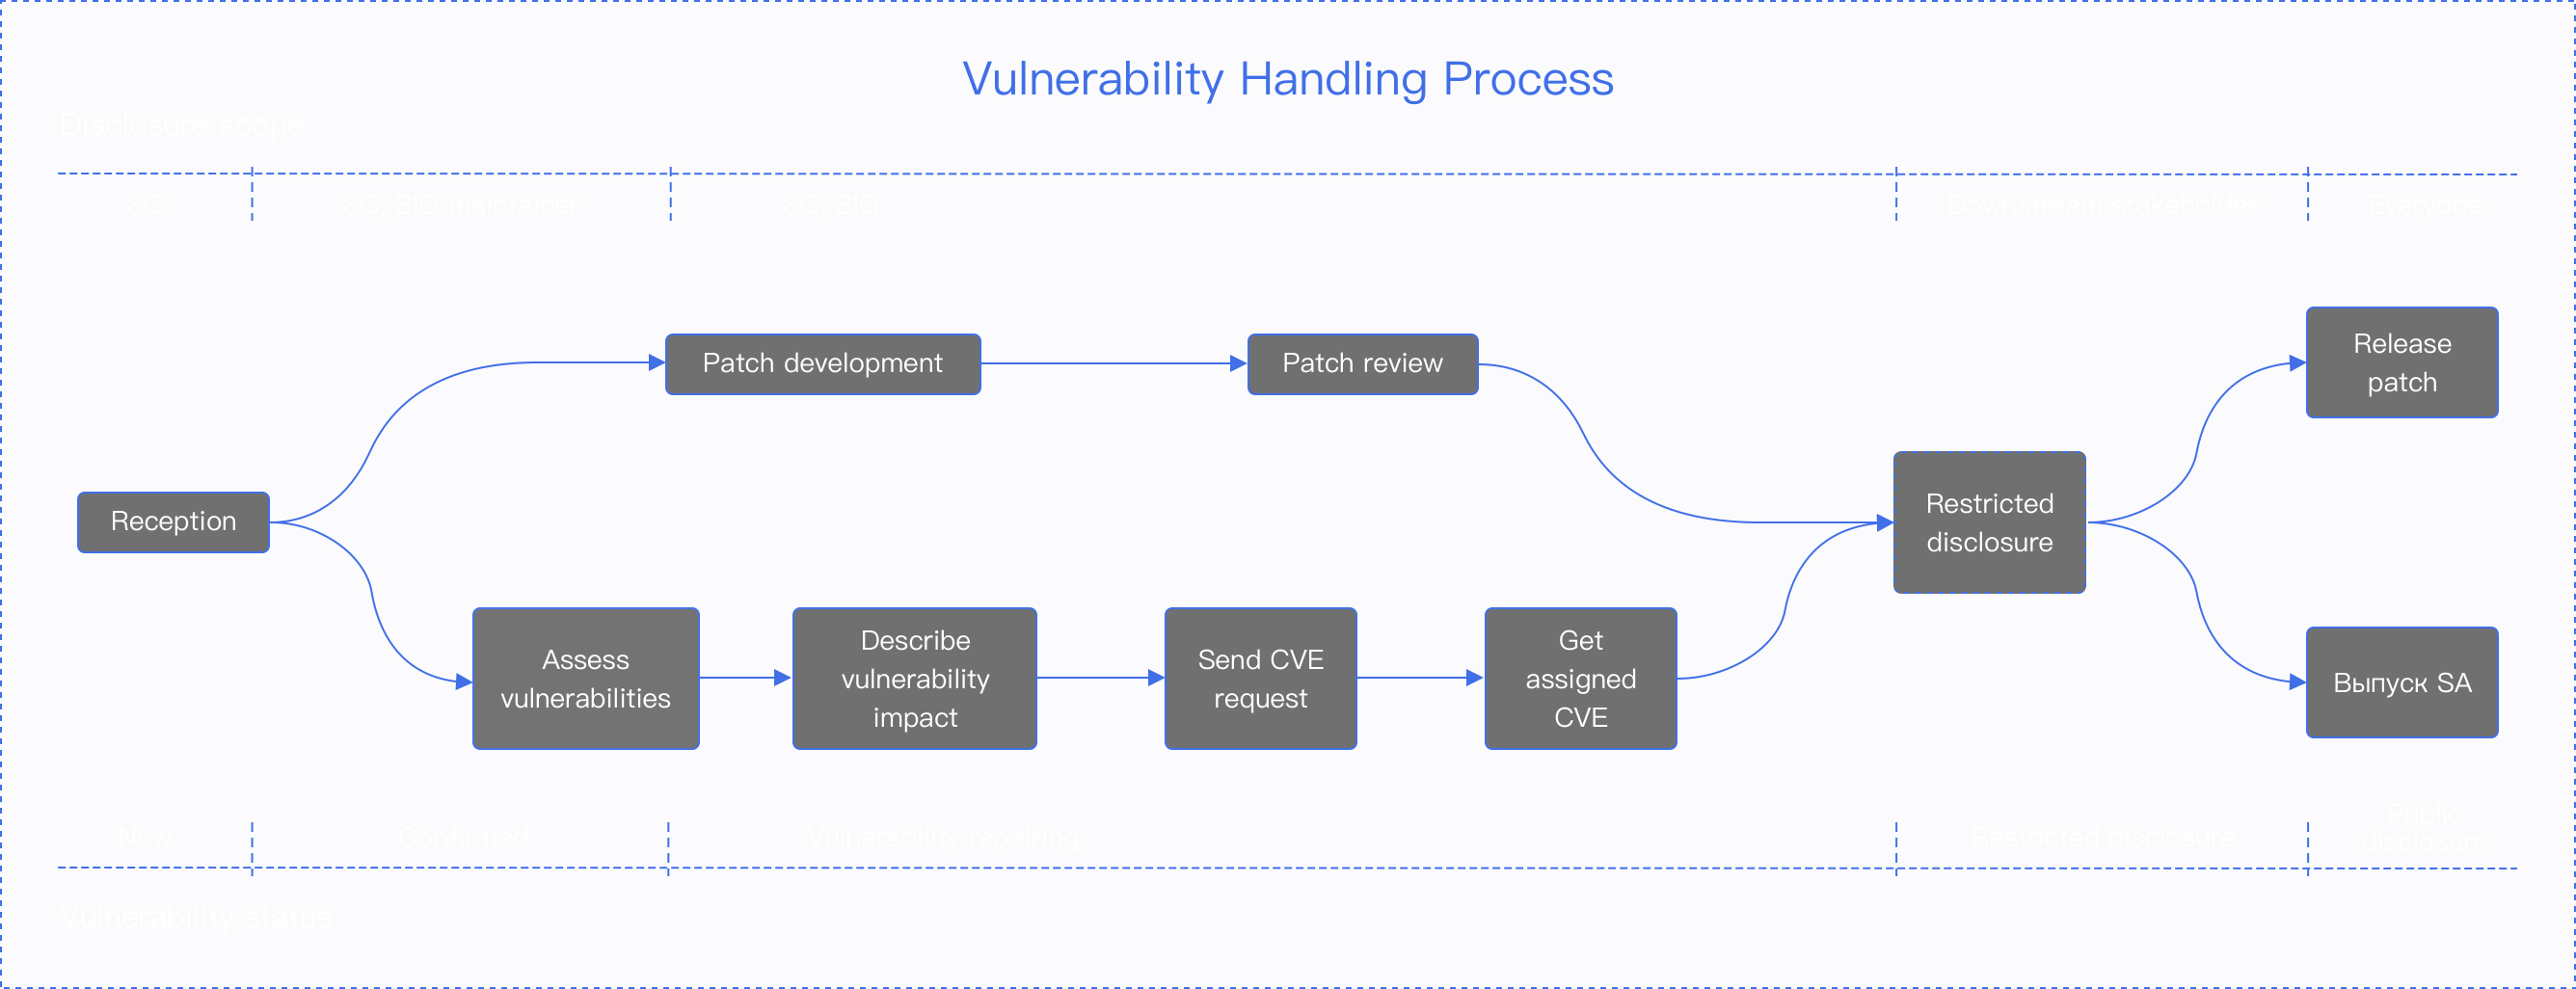 Vulnerability Handling Process
Disclosure scope
SC
SC, SIG maintainer
SC, SIG
Downstream stakeholder
Everyone
Patch development
Patch review
Release
patch
Reception
Restricted
disclosure
Assess
vulnerabilities
Describe
vulnerability
impact
Send CVE
request
Get
assigned
CVE
Выпуск SA
New
Confirmed
Vulnerability repairing
Restricted disclosure
Public
disclosure
Vulnerability status